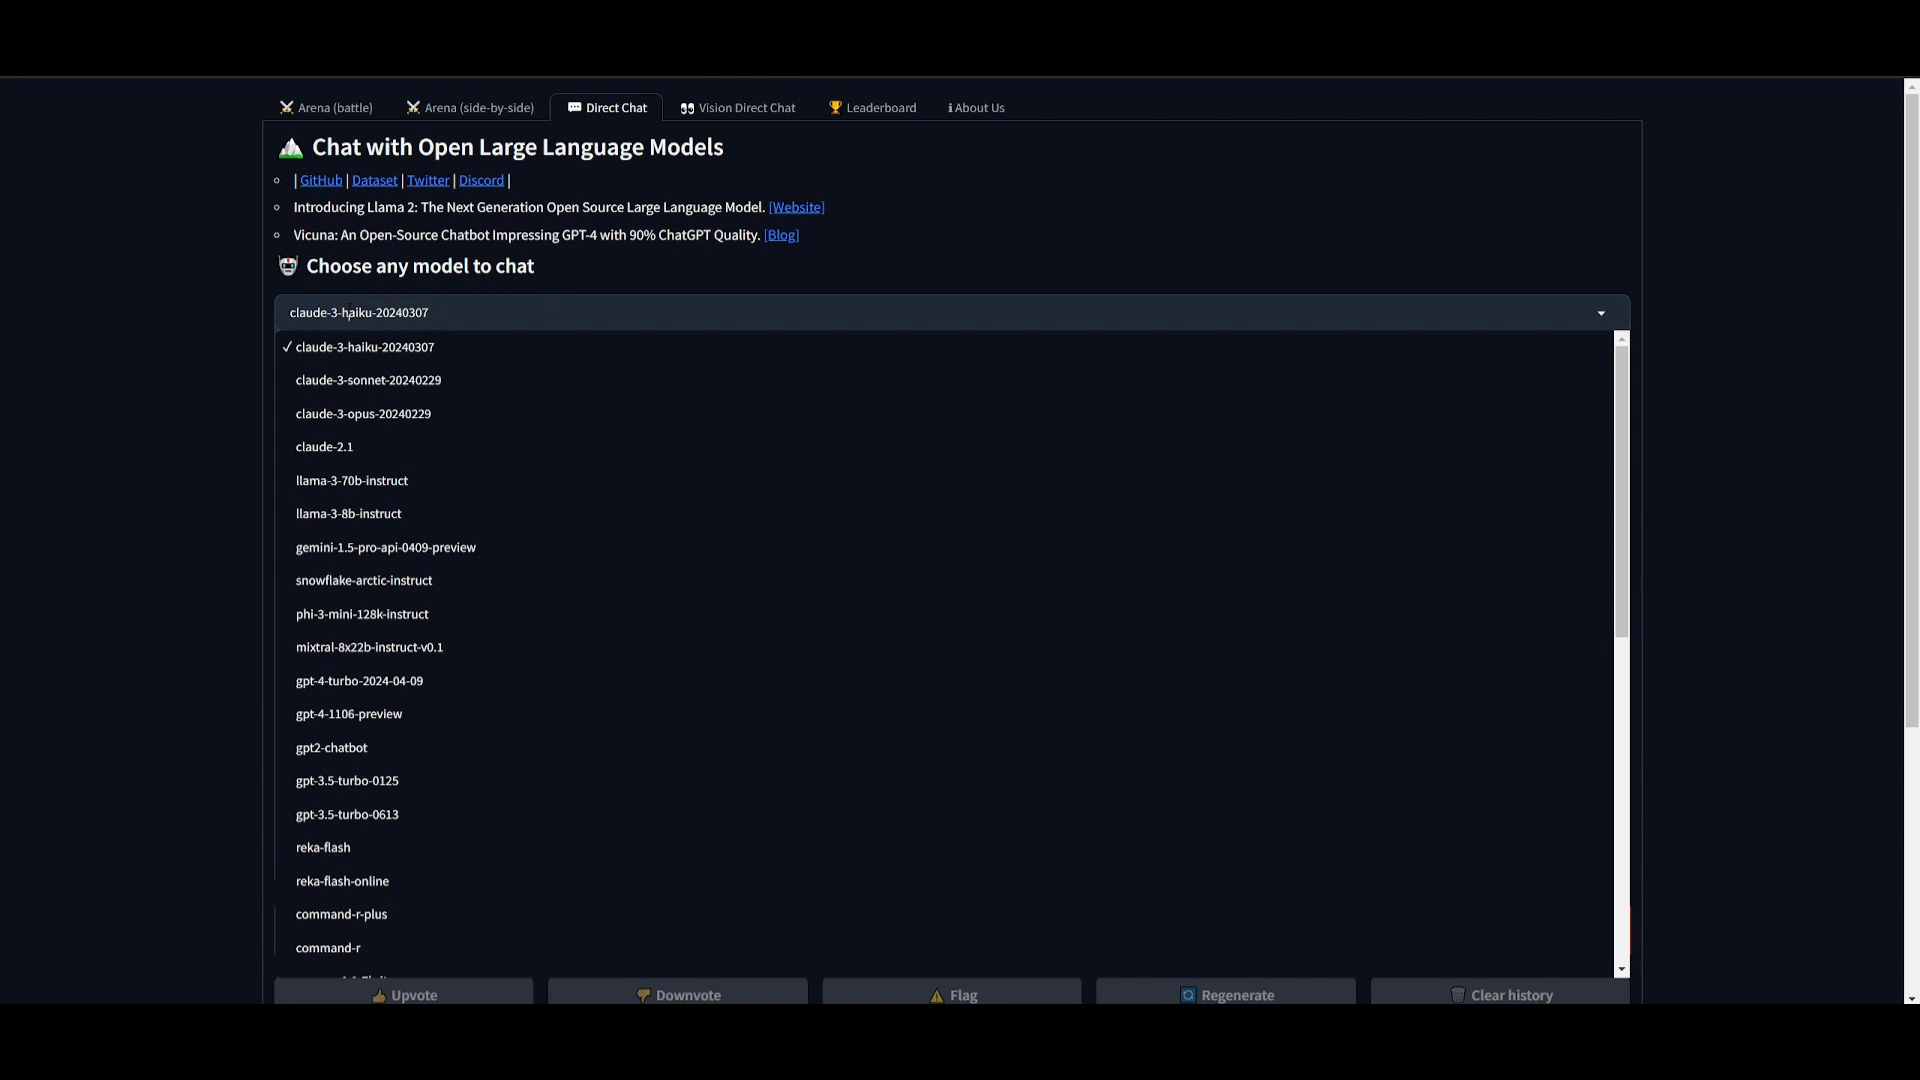 Arena (battle) Arena (side-by-side) Direct Chat Vision Direct Chat Leaderboard About Us
Chat with Open Large Language Models
| GitHub | Dataset | Twitter | Discord |
Introducing Llama 2: The Next Generation Open Source Large Language Model. [Website]
Vicuna: An Open-Source Chatbot Impressing GPT-4 with 90% ChatGPT Quality. [Blog]
Choose any model to chat
claude-3-haiku-20240307
✓ claude-3-haiku-20240307
claude-3-sonnet-20240229
claude-3-opus-20240229
claude-2.1
llama-3-70b-instruct
llama-3-8b-instruct
gemini-1.5-pro-api-0409-preview
snowflake-arctic-instruct
phi-3-mini-128k-instruct
mixtral-8x22b-instruct-v0.1
gpt-4-turbo-2024-04-09
gpt-4-1106-preview
gpt2-chatbot
gpt-3.5-turbo-0125
gpt-3.5-turbo-0613
reka-flash
reka-flash-online
command-r-plus
command-r
Upvote Downvote Flag Regenerate Clear history